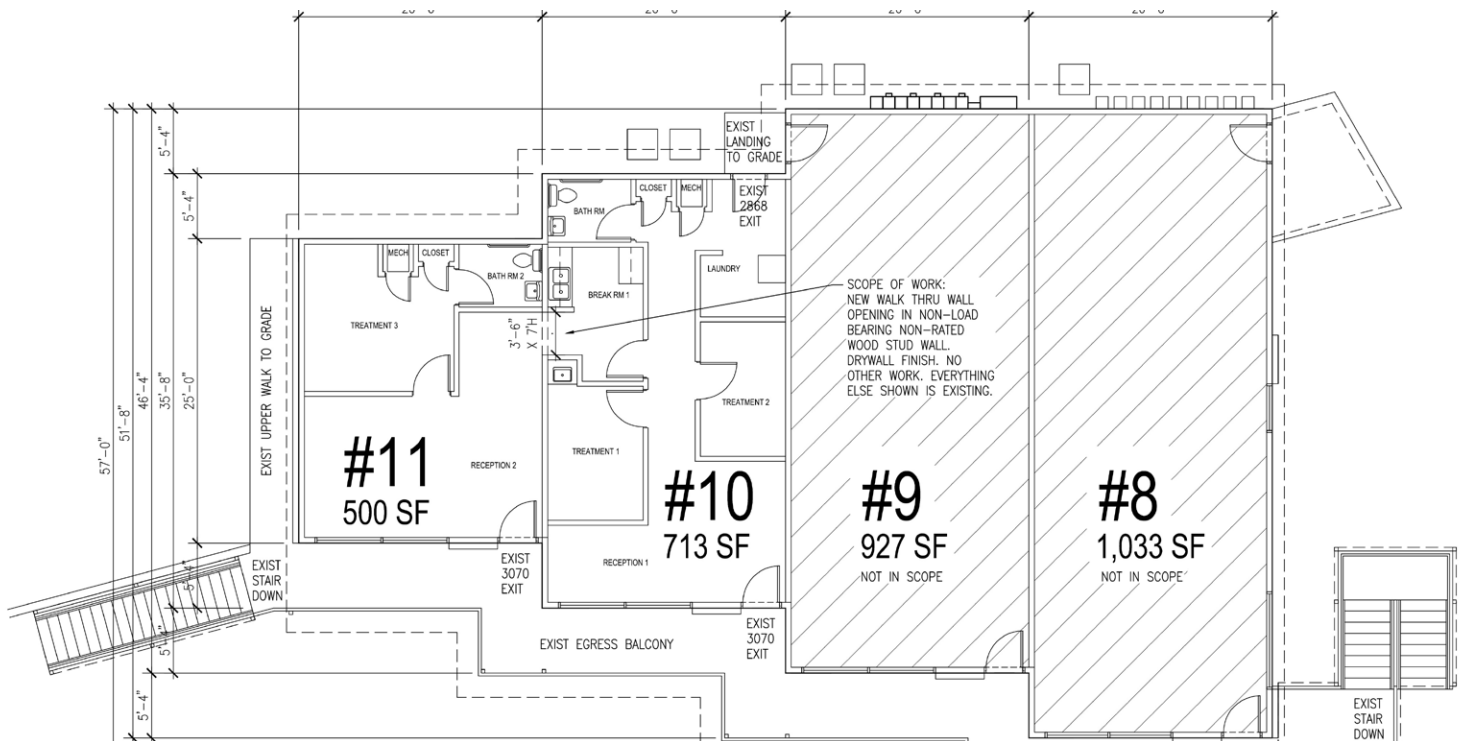 5'-4"
5'-4"
57'-0"
51'-8"
46'-4"
35'-8"
25'-0"
5'-4"
5'-4"
5'-4"
EXIST UPPER WALK TO GRADE
EXIST
STAIR
DOWN
MECH
CLOSET
BATH RM 2
TREATMENT 3
#11
500 SF
RECEPTION 2
EXIST
3070
EXIT
EXIST
LANDING
TO GRADE
BATH RM
CLOSET
MECH
EXIST
2868
EXIT
LAUNDRY
BREAK RM 1
3'-6"
X 7'H
TREATMENT 2
TREATMENT 1
#10
713 SF
RECEPTION 1
EXIST
3070
EXIT
EXIST EGRESS BALCONY
SCOPE OF WORK:
NEW WALK THRU WALL
OPENING IN NON-LOAD
BEARING NON-RATED
WOOD STUD WALL.
DRYWALL FINISH. NO
OTHER WORK. EVERYTHING
ELSE SHOWN IS EXISTING.
#9
927 SF
NOT IN SCOPE
#8
1,033 SF
NOT IN SCOPE
EXIST
STAIR
DOWN